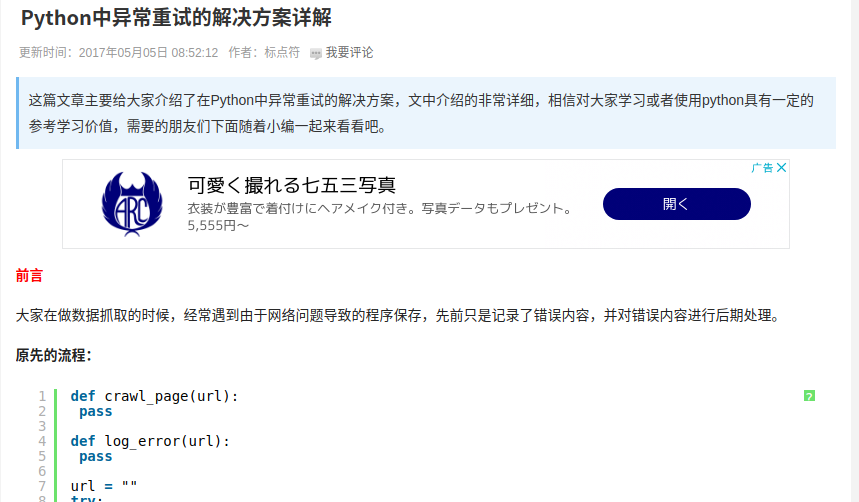 Python中异常重试的解决方案详解
更新时间：2017年05月05日 08:52:12 作者：标点符 我要评论
这篇文章主要给大家介绍了在Python中异常重试的解决方案，文中介绍的非常详细，相信对大家学习或者使用python具有一定的
参考学习价值，需要的朋友们下面随着小编一起来看看吧。
广告
ARC
可愛く撮れる七五三写真
衣装が豊富で着付けにヘアメイク付き。写真データもプレゼント。
5,555円～
開く
前言
大家在做数据抓取的时候，经常遇到由于网络问题导致的程序保存，先前只是记录了错误内容，并对错误内容进行后期处理。
原先的流程：
?
1 def crawl_page(url):
2 pass
3
4 def log_error(url):
5 pass
6
7 url = ""
8 try: